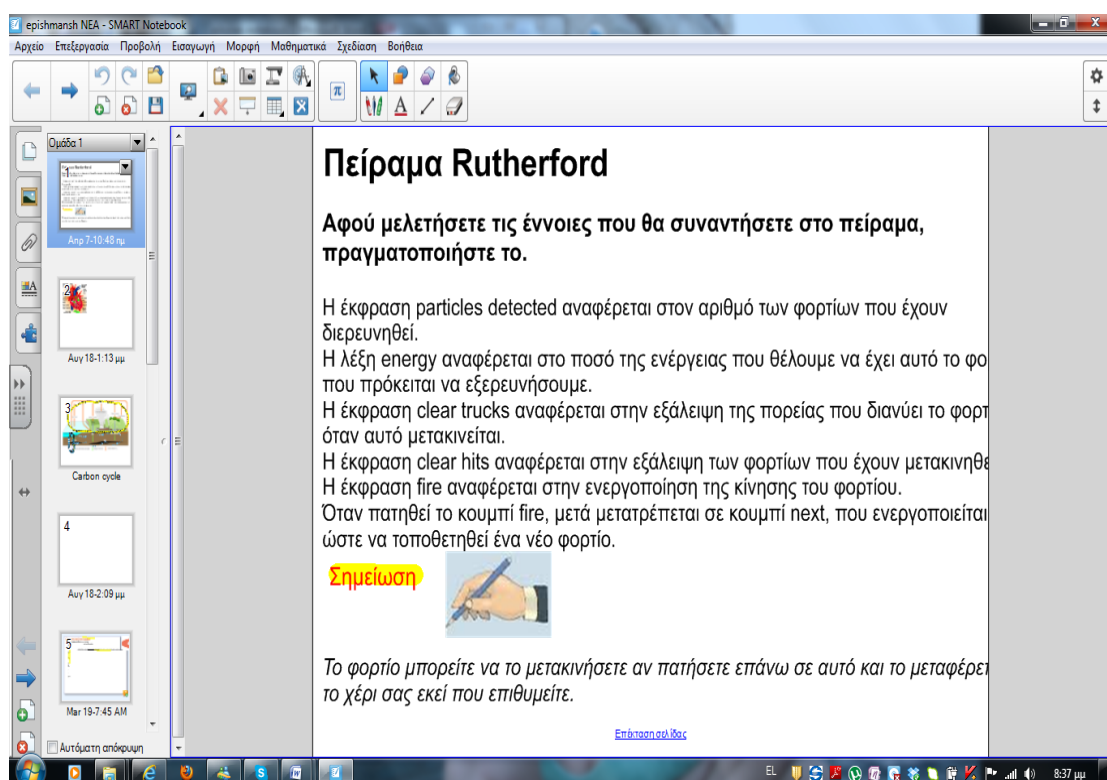 epishmansh NEA - SMART Notebook
Αρχείο Επεξεργασία Προβολή Εισαγωγή Μορφή Μαθηματικά Σχεδίαση Βοήθεια
Ομάδα 1
1
Απρ 7-10:48 πμ
2
Αυγ 18-1:13 μμ
3
Carbon cycle
4
Αυγ 18-2:09 μμ
5
Mar 19-7:45 AM
Αυτόματη απόκρυψη
Πείραμα Rutherford
Αφού μελετήσετε τις έννοιες που θα συναντήσετε στο πείραμα,
πραγματοποιήστε το.
Η έκφραση particles detected αναφέρεται στον αριθμό των φορτίων που έχουν
διερευνηθεί.
Η λέξη energy αναφέρεται στο ποσό της ενέργειας που θέλουμε να έχει αυτό το φο
που πρόκειται να εξερευνήσουμε.
Η έκφραση clear trucks αναφέρεται στην εξάλειψη της πορείας που διανύει το φορτ
όταν αυτό μετακινείται.
Η έκφραση clear hits αναφέρεται στην εξάλειψη των φορτίων που έχουν μετακινηθε
Η έκφραση fire αναφέρεται στην ενεργοποίηση της κίνησης του φορτίου.
Όταν πατηθεί το κουμπί fire, μετά μετατρέπεται σε κουμπί next, που ενεργοποιείται
ώστε να τοποθετηθεί ένα νέο φορτίο.
Σημείωση
Το φορτίο μπορείτε να το μετακινήσετε αν πατήσετε επάνω σε αυτό και το μεταφέρετ
το χέρι σας εκεί που επιθυμείτε.
Επέκταση σελίδας
EL
8:37 μμ